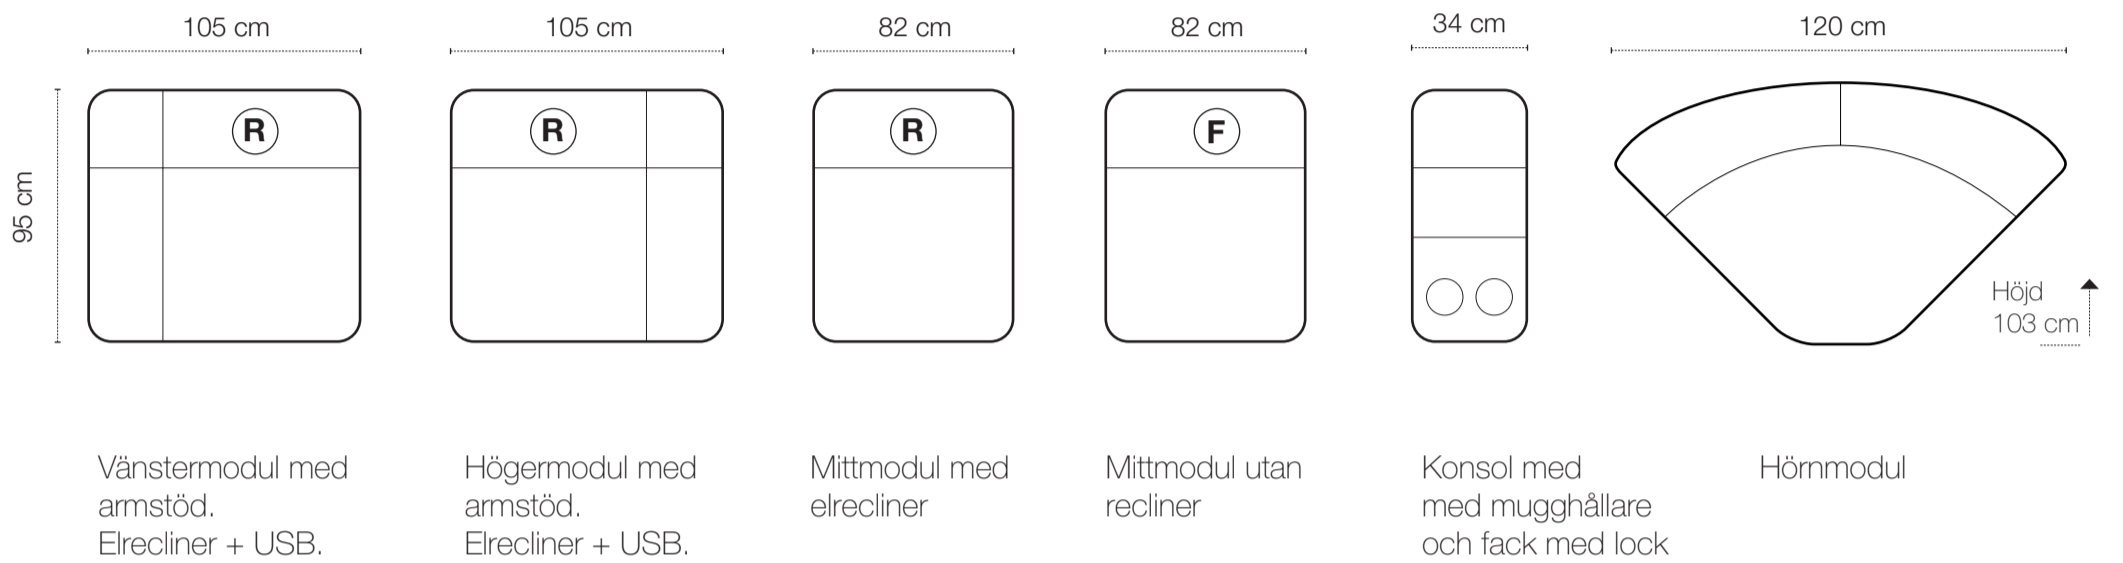 105 cm
105 cm
82 cm
82 cm
34 cm
120 cm
95 cm
R
R
R
F
Höjd
103 cm
Vänstermodul med
armstöd.
Elrecliner + USB.
Högermodul med
armstöd.
Elrecliner + USB.
Mittmodul med
elrecliner
Mittmodul utan
recliner
Konsol med
med mugghållare
och fack med lock
Hörnmodul